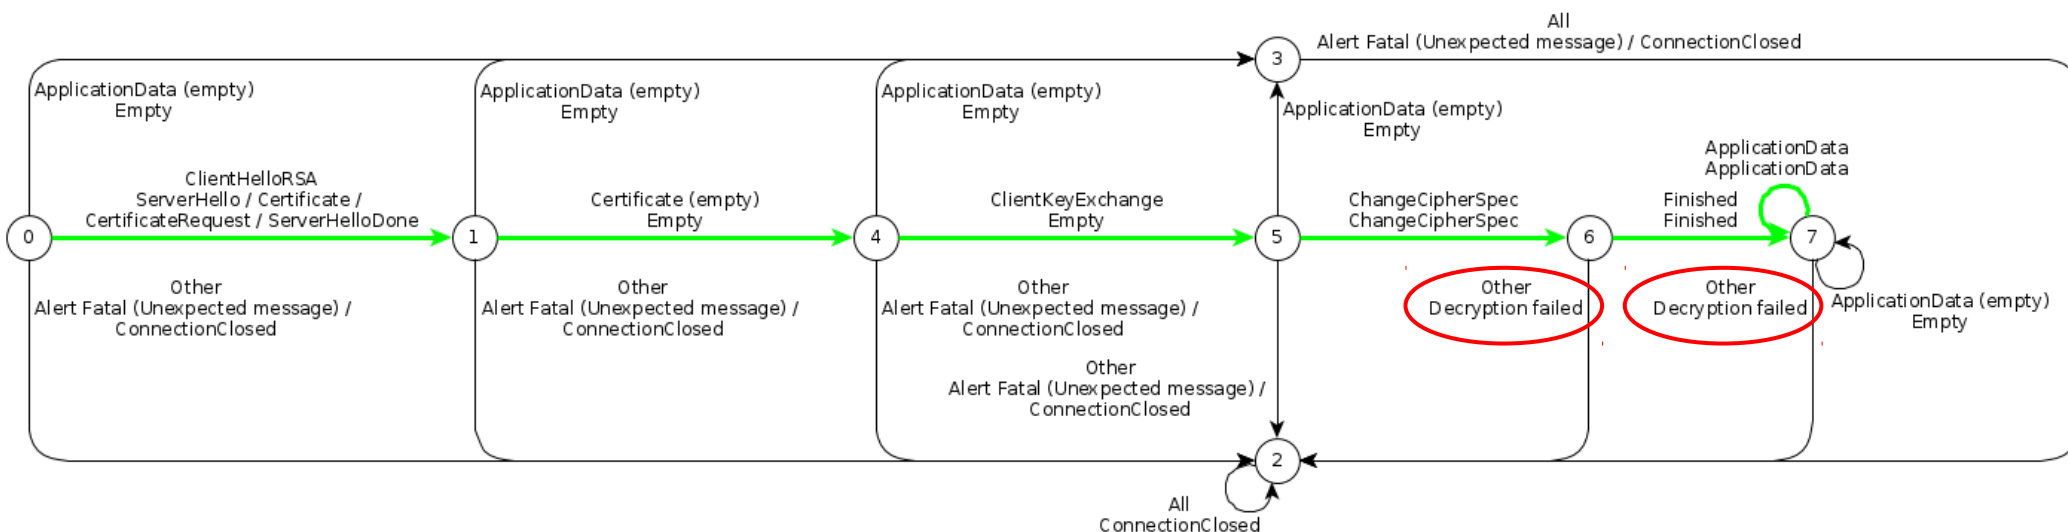 All
Alert Fatal (Unexpected message) / ConnectionClosed
3
ApplicationData (empty)
Empty
ApplicationData (empty)
Empty
ApplicationData (empty)
Empty
ApplicationData (empty)
Empty
ApplicationData
ApplicationData
ClientHelloRSA
ServerHello / Certificate /
CertificateRequest / ServerHelloDone
Certificate (empty)
Empty
ClientKeyExchange
Empty
ChangeCipherSpec
ChangeCipherSpec
Finished
Finished
0
1
4
5
6
7
Other
Alert Fatal (Unexpected message) /
ConnectionClosed
Other
Alert Fatal (Unexpected message) /
ConnectionClosed
Other
Alert Fatal (Unexpected message) /
ConnectionClosed
Other
Decryption failed
Other
Decryption failed
ApplicationData (empty)
Empty
Other
Alert Fatal (Unexpected message) /
ConnectionClosed
2
All
ConnectionClosed